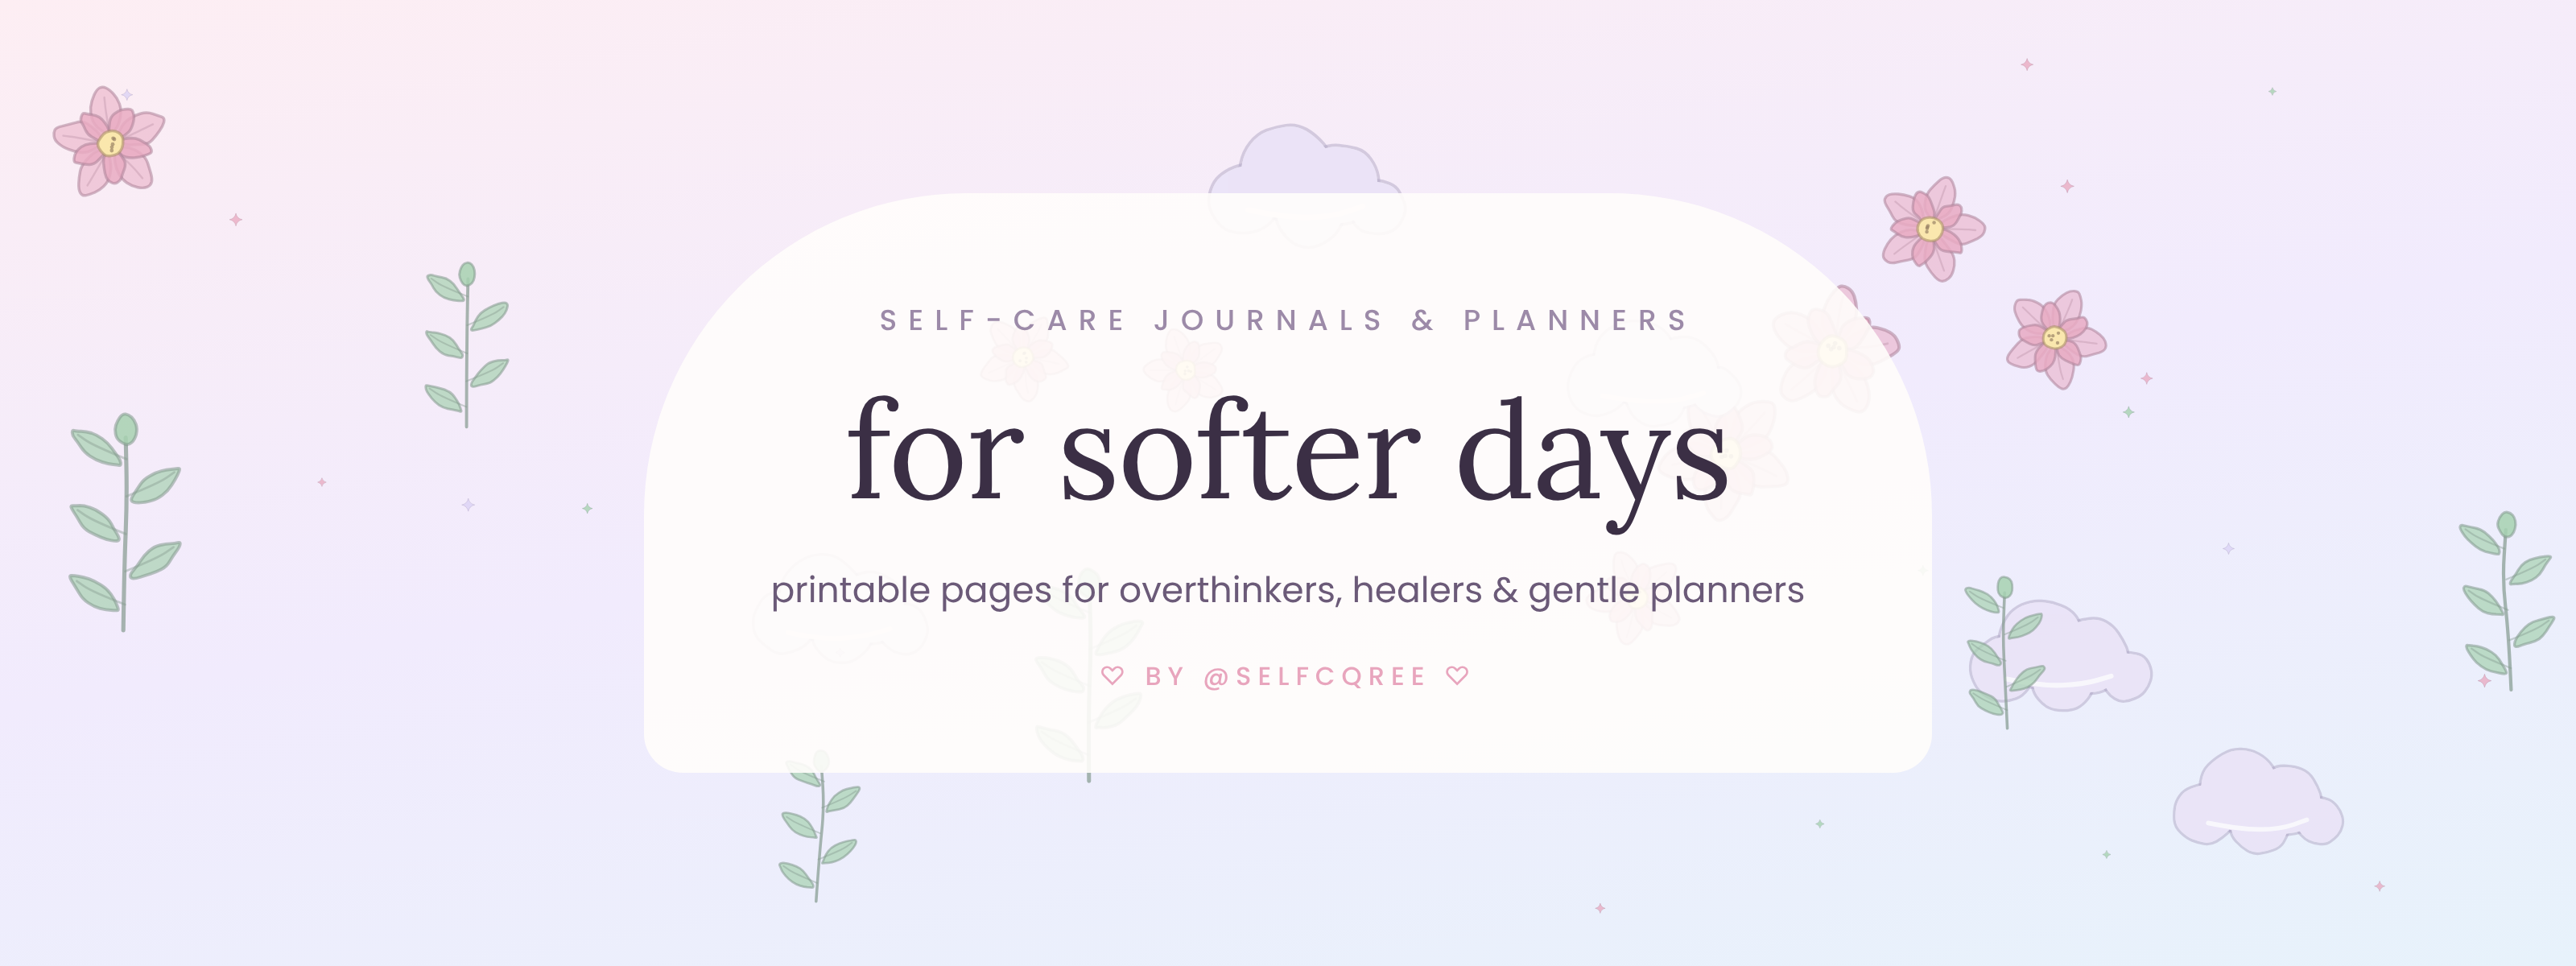 SELF-CARE JOURNALS & PLANNERS
for softer days
printable pages for overthinkers, healers & gentle planners
♡ BY @SELFCQREE ♡